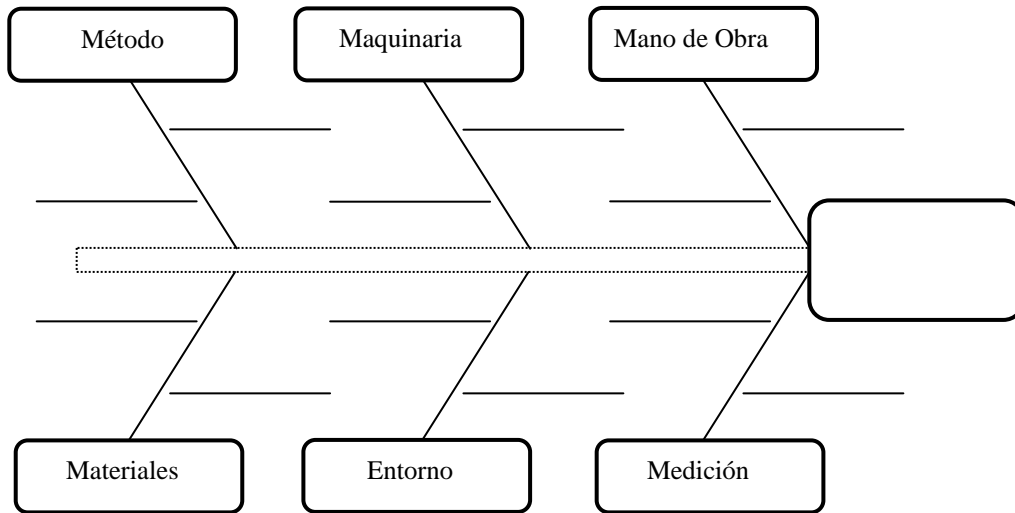 Método
Maquinaria
Mano de Obra
Materiales
Entorno
Medición